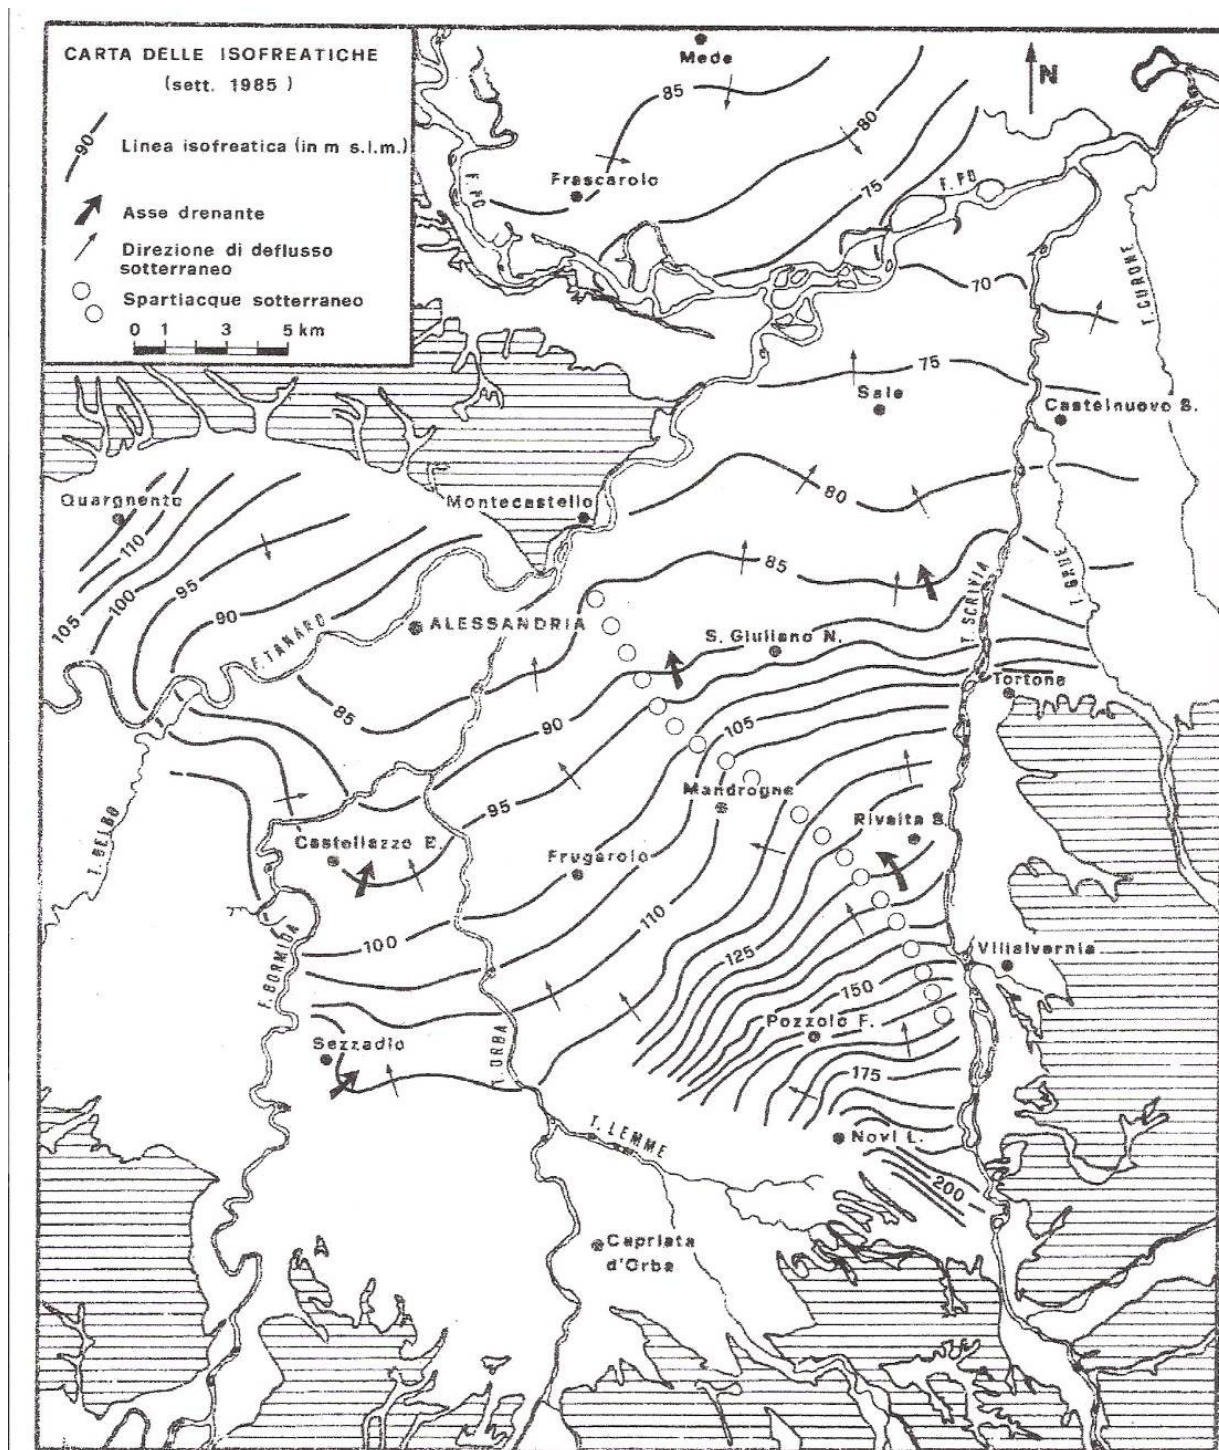 CARTA DELLE ISOFREATICHE
(sett. 1985)
90
Linea isofreatica (in m s.l.m.)
Asse drenante
Direzione di deflusso
sotterraneo
Spartiacque sotterraneo
0 1 3 5 km
N
Mede
85
80
75
Frascarolo
F. PO
F. PO
70
T. CURONE
75
Sale
Castelnuovo S.
Quargnento
110
100
95
90
105
Montecastello
80
85
T. SCRIVIA
T. GRUE
F. TANARO
ALESSANDRIA
S. Giuliano N.
Tortona
85
90
105
95
Mandrogne
Rivalta S.
T. BELBO
Castellazzo B.
Frugarolo
110
100
F. BORMIDA
125
Villalvernia
150
Pozzolo F.
Sezzadio
T. ORBA
175
T. LEMME
Novi L.
200
Capriata
d'Orba